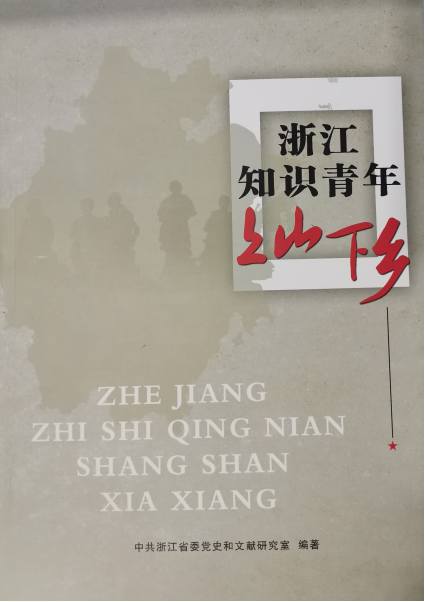 浙江
知识青年
上山下乡
ZHE JIANG
ZHI SHI QING NIAN
SHANG SHAN
XIA XIANG
中共浙江省委党史和文献研究室 编著